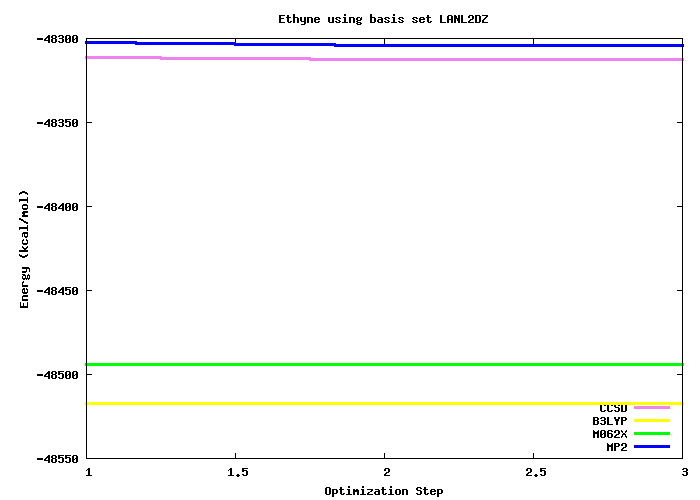 Ethyne using basis set LANL2DZ
-48300
-48350
-48400
-48450
-48500
-48550
Energy (kcal/mol)
1
1.5
2
2.5
3
Optimization Step
CCSD
B3LYP
M062X
MP2